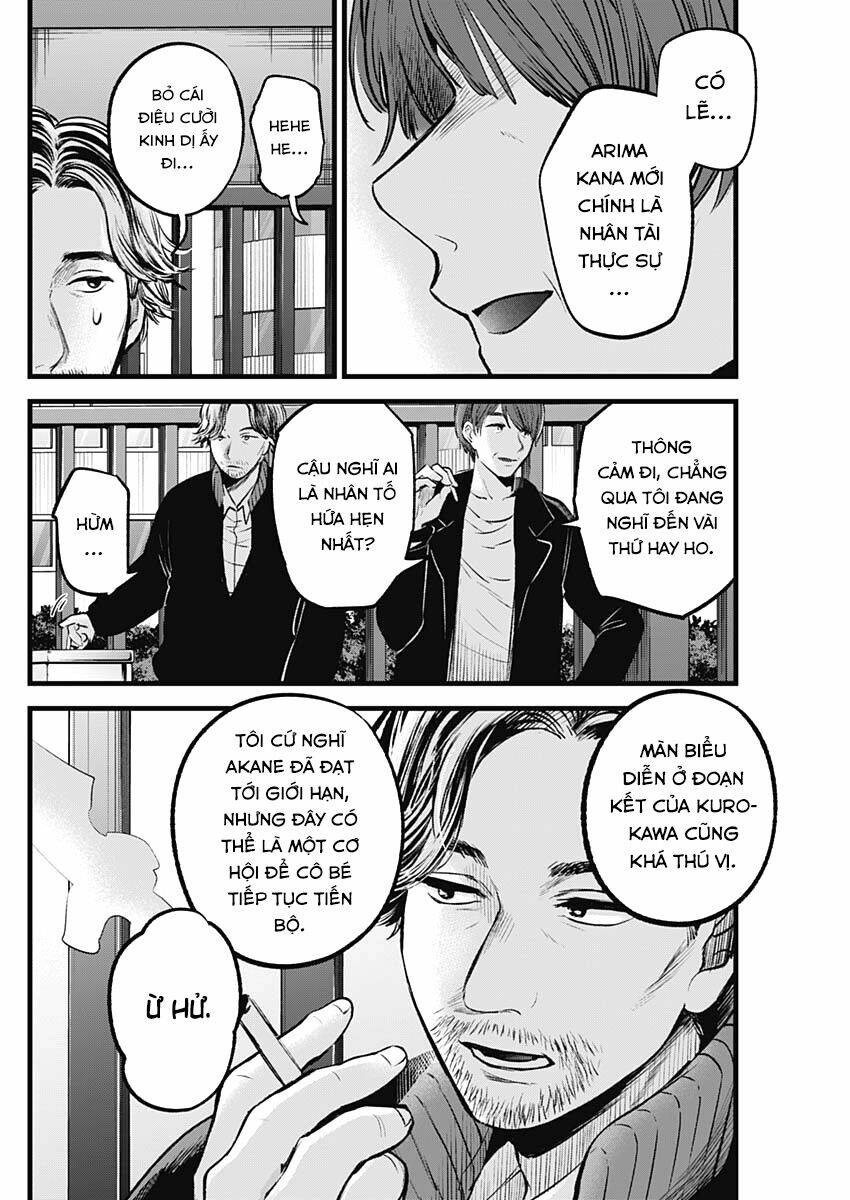 CÓ
LẼ...
ARIMA
KANA MỚI
CHÍNH LÀ
NHÂN TÀI
THỰC SỰ
...
HEHE
HE...
BỎ CÁI
ĐIỆU CƯỜI
KINH DỊ ẤY
ĐI...
THÔNG
CẢM ĐI, CHẲNG
QUA TÔI ĐANG
NGHĨ ĐẾN VÀI
THỨ HAY HO.
CẬU NGHĨ AI
LÀ NHÂN TỐ
HỨA HẸN
NHẤT?
HỪM
...
MÀN BIỂU
DIỄN Ở ĐOẠN
KẾT CỦA KURO-
KAWA CŨNG
KHÁ THÚ VỊ.
TÔI CỨ NGHĨ
AKANE ĐÃ ĐẠT
TỚI GIỚI HẠN,
NHƯNG ĐÂY CÓ
THỂ LÀ MỘT CƠ
HỘI ĐỂ CÔ BÉ
TIẾP TỤC TIẾN
BỘ.
Ừ HỬ.